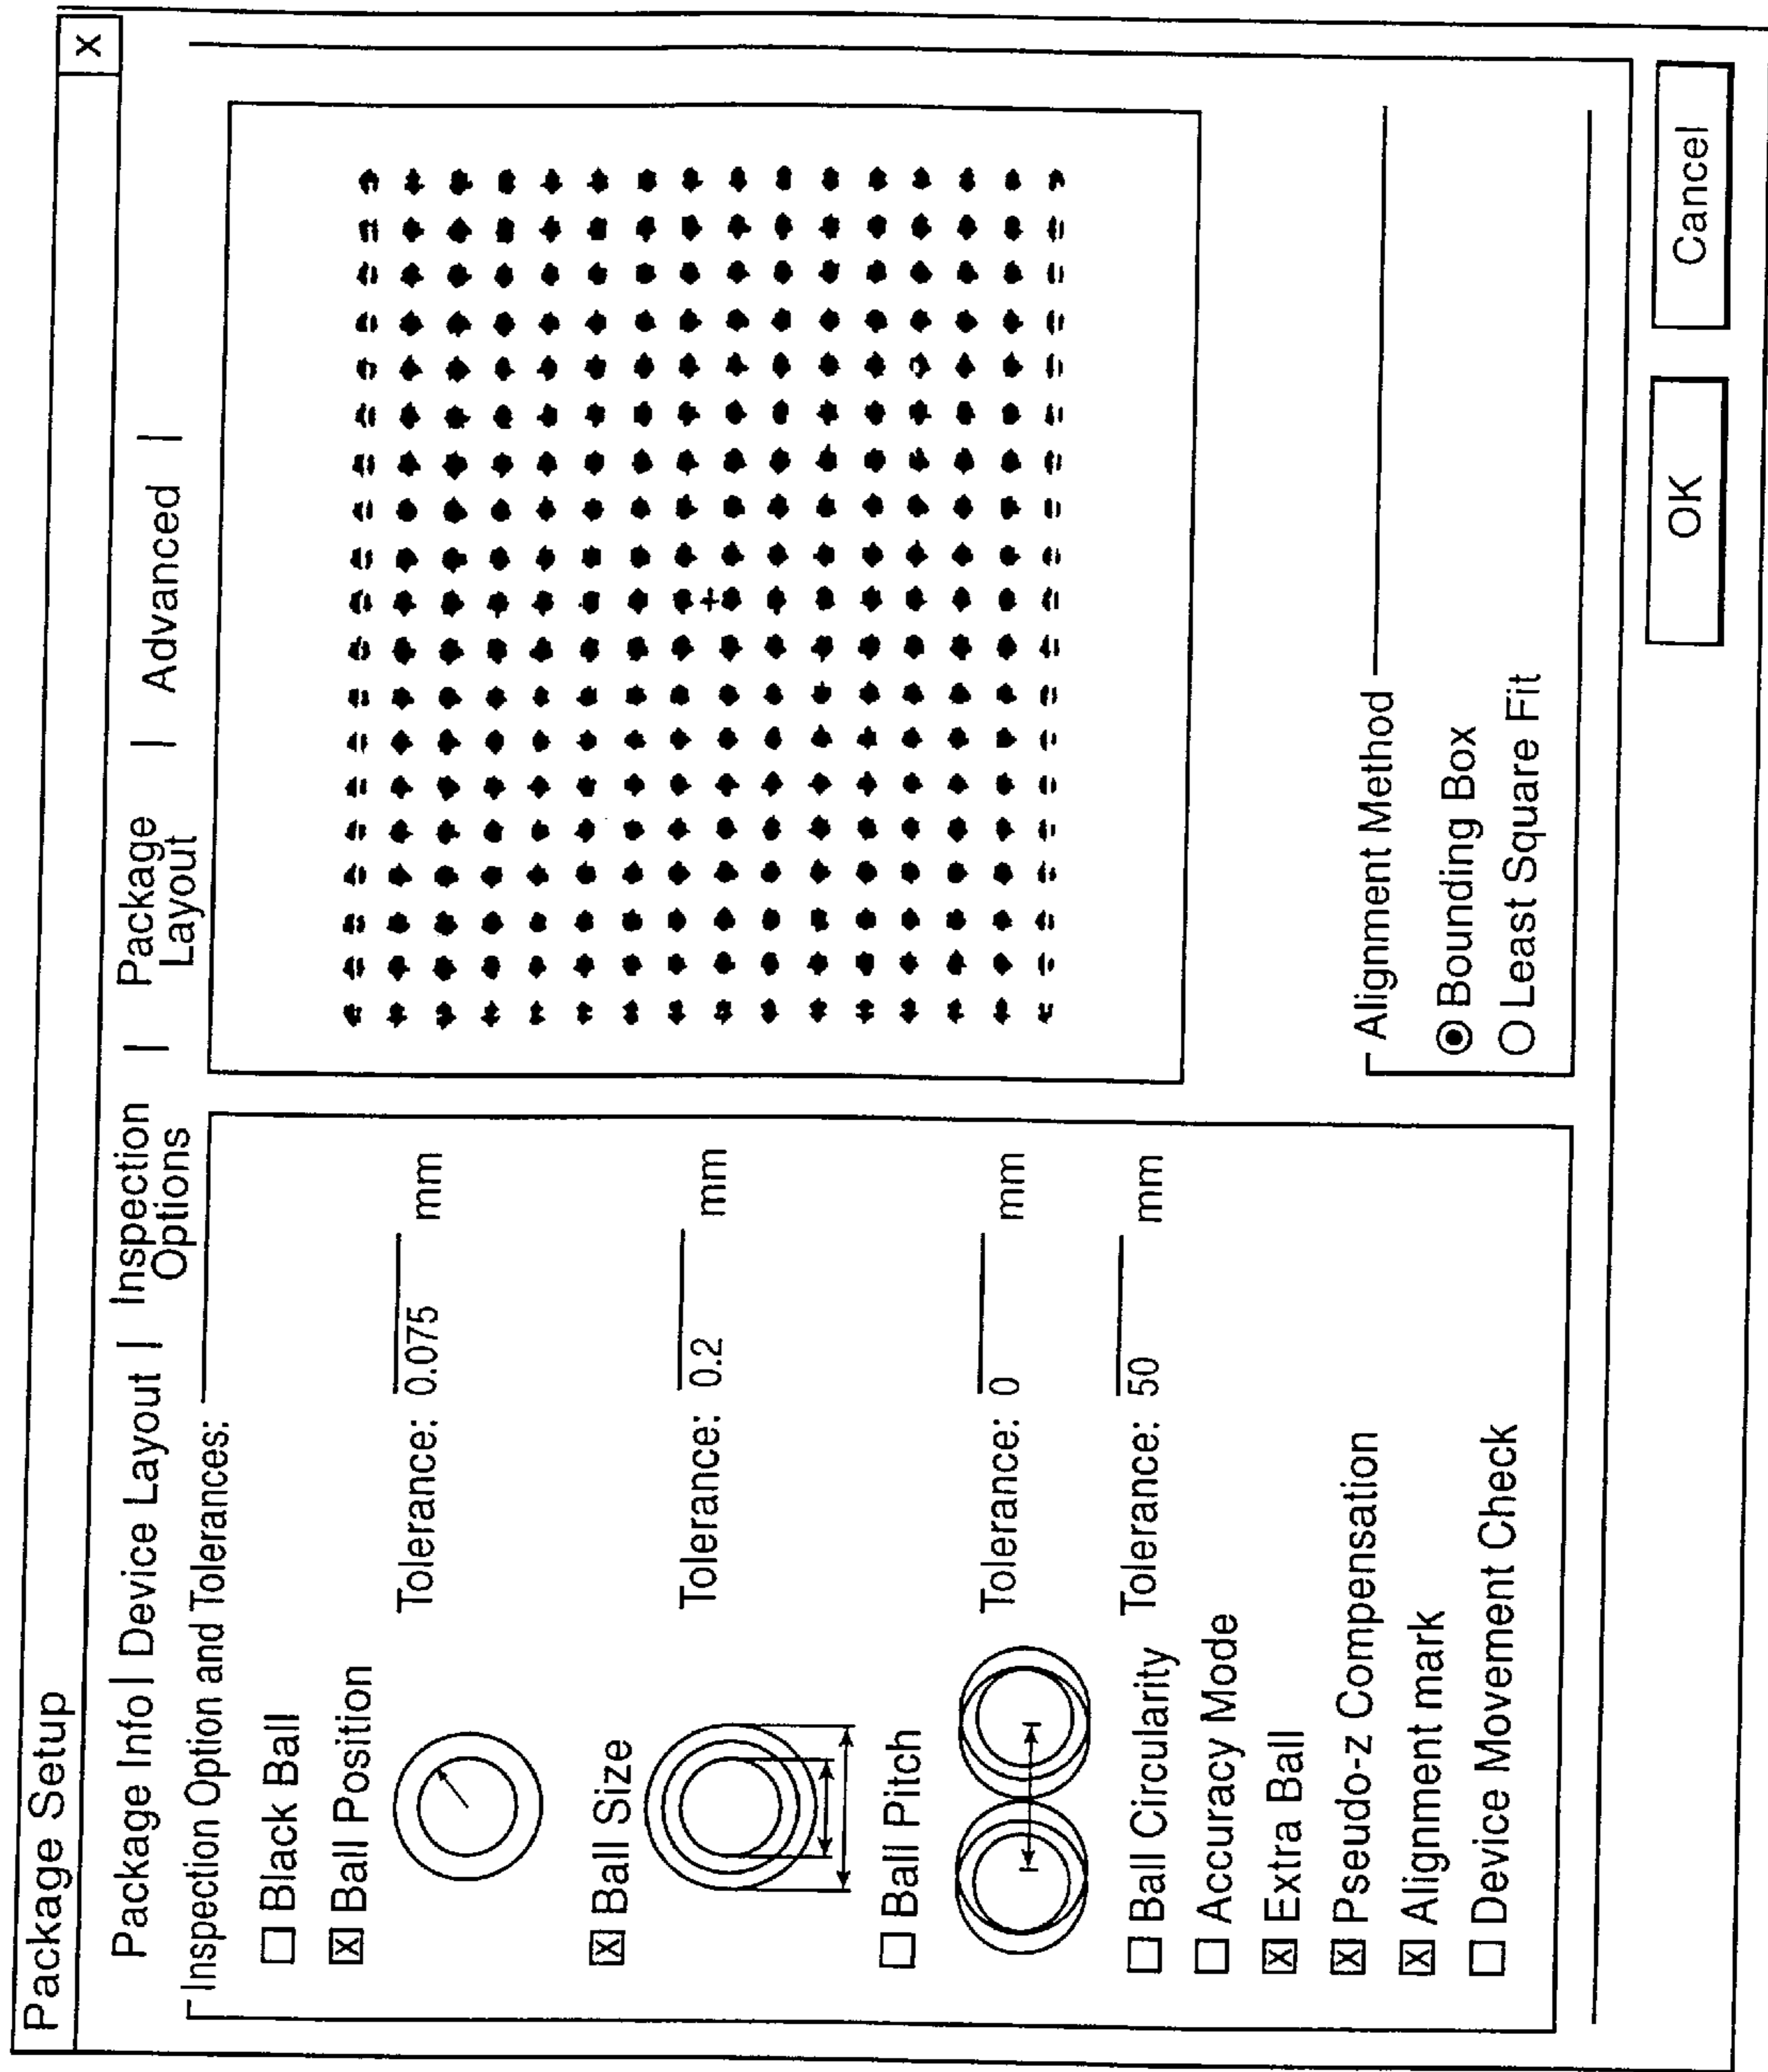 Package Setup
X
Package Info | Device Layout | Inspection Options | Package Layout | Advanced |
Inspection Option and Tolerances:
Black Ball
X Ball Position
Tolerance: 0.075 mm
X Ball Size
Tolerance: 0.2 mm
Ball Pitch
Tolerance: 0 mm
Ball Circularity Tolerance: 50 mm
Accuracy Mode
X Extra Ball
X Pseudo-z Compensation
X Alignment mark
Device Movement Check
Alignment Method
Bounding Box
Least Square Fit
OK
Cancel